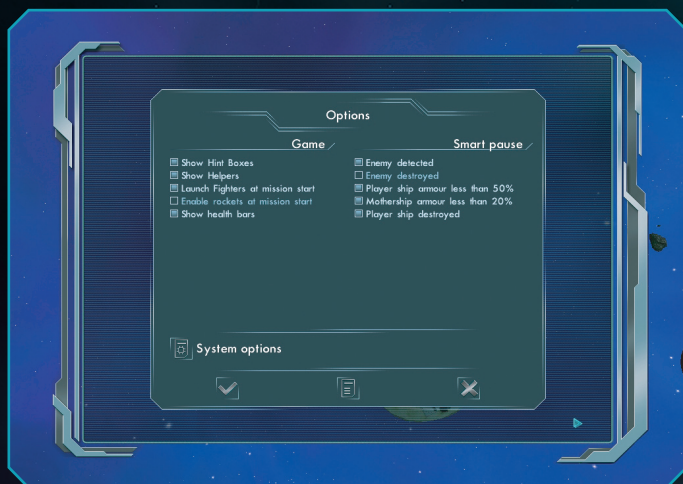 Options
Game
Show Hint Boxes
Show Helpers
Launch Fighters at mission start
Enable rockets at mission start
Show health bars
Smart pause
Enemy detected
Enemy destroyed
Player ship armour less than 50%
Mothership armour less than 20%
Player ship destroyed
System options